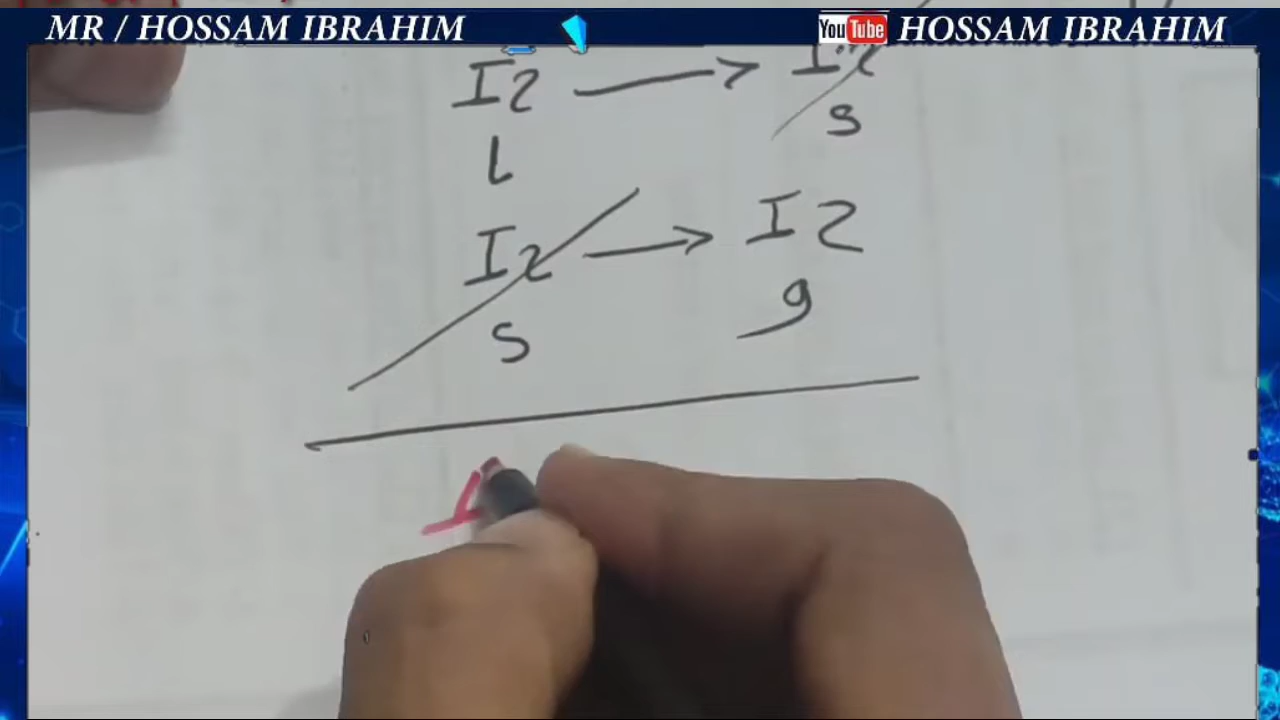 MR / HOSSAM IBRAHIM
YouTube HOSSAM IBRAHIM
I2 → I2
l s
I2 → I2
s g